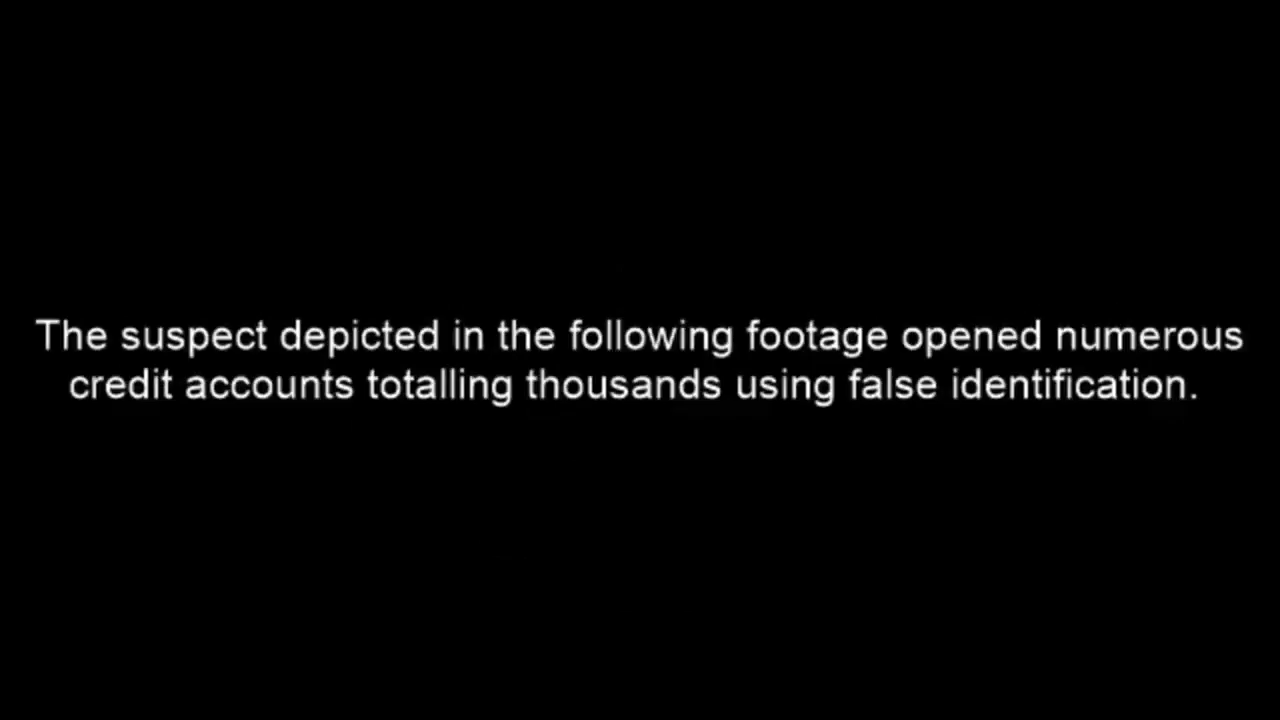 The suspect depicted in the following footage opened numerous
credit accounts totalling thousands using false identification.